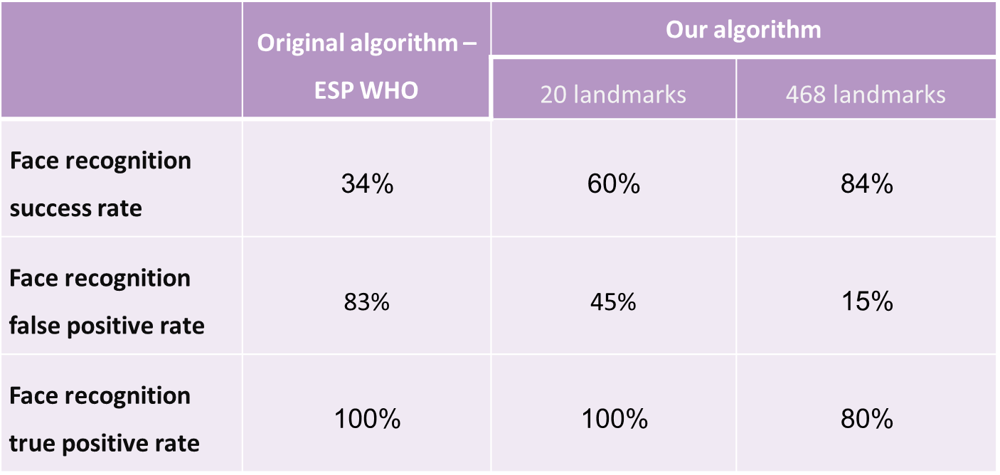 Original algorithm –
ESP WHO
Our algorithm
20 landmarks
468 landmarks
Face recognition
success rate
34%
60%
84%
Face recognition
false positive rate
83%
45%
15%
Face recognition
true positive rate
100%
100%
80%